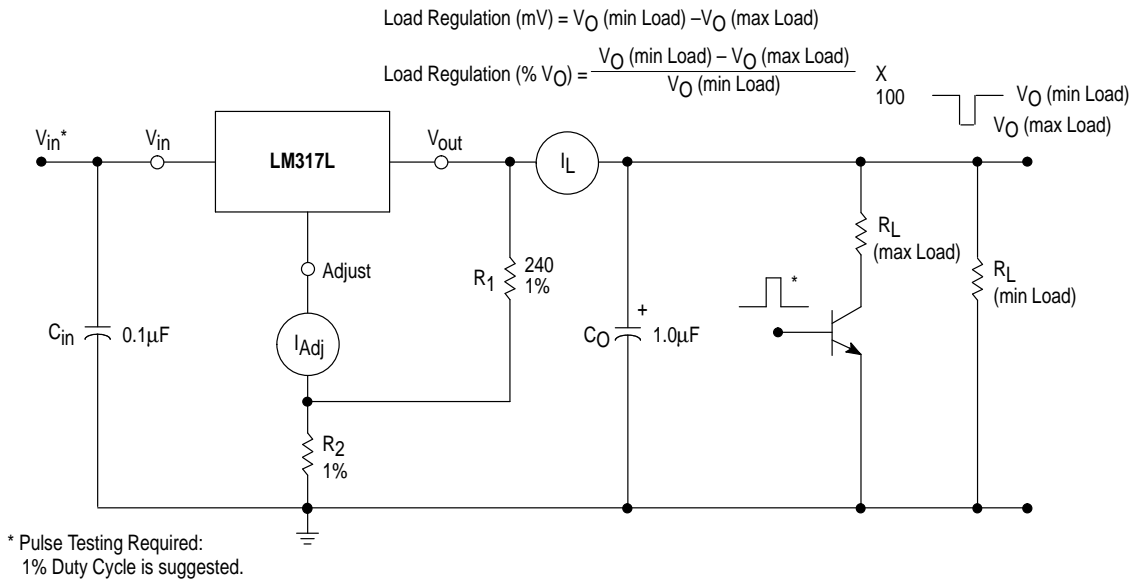 Load Regulation (mV) = VO (min Load) –VO (max Load)
Load Regulation (% VO) = VO (min Load) – VO (max Load)
VO (min Load)
X
100
VO (min Load)
VO (max Load)
Vin*
Vin
LM317L
Vout
IL
RL
(max Load)
Adjust
R1
240
1%
*
RL
(min Load)
Cin
0.1µF
IAdj
+
CO
1.0µF
R2
1%
* Pulse Testing Required:
1% Duty Cycle is suggested.